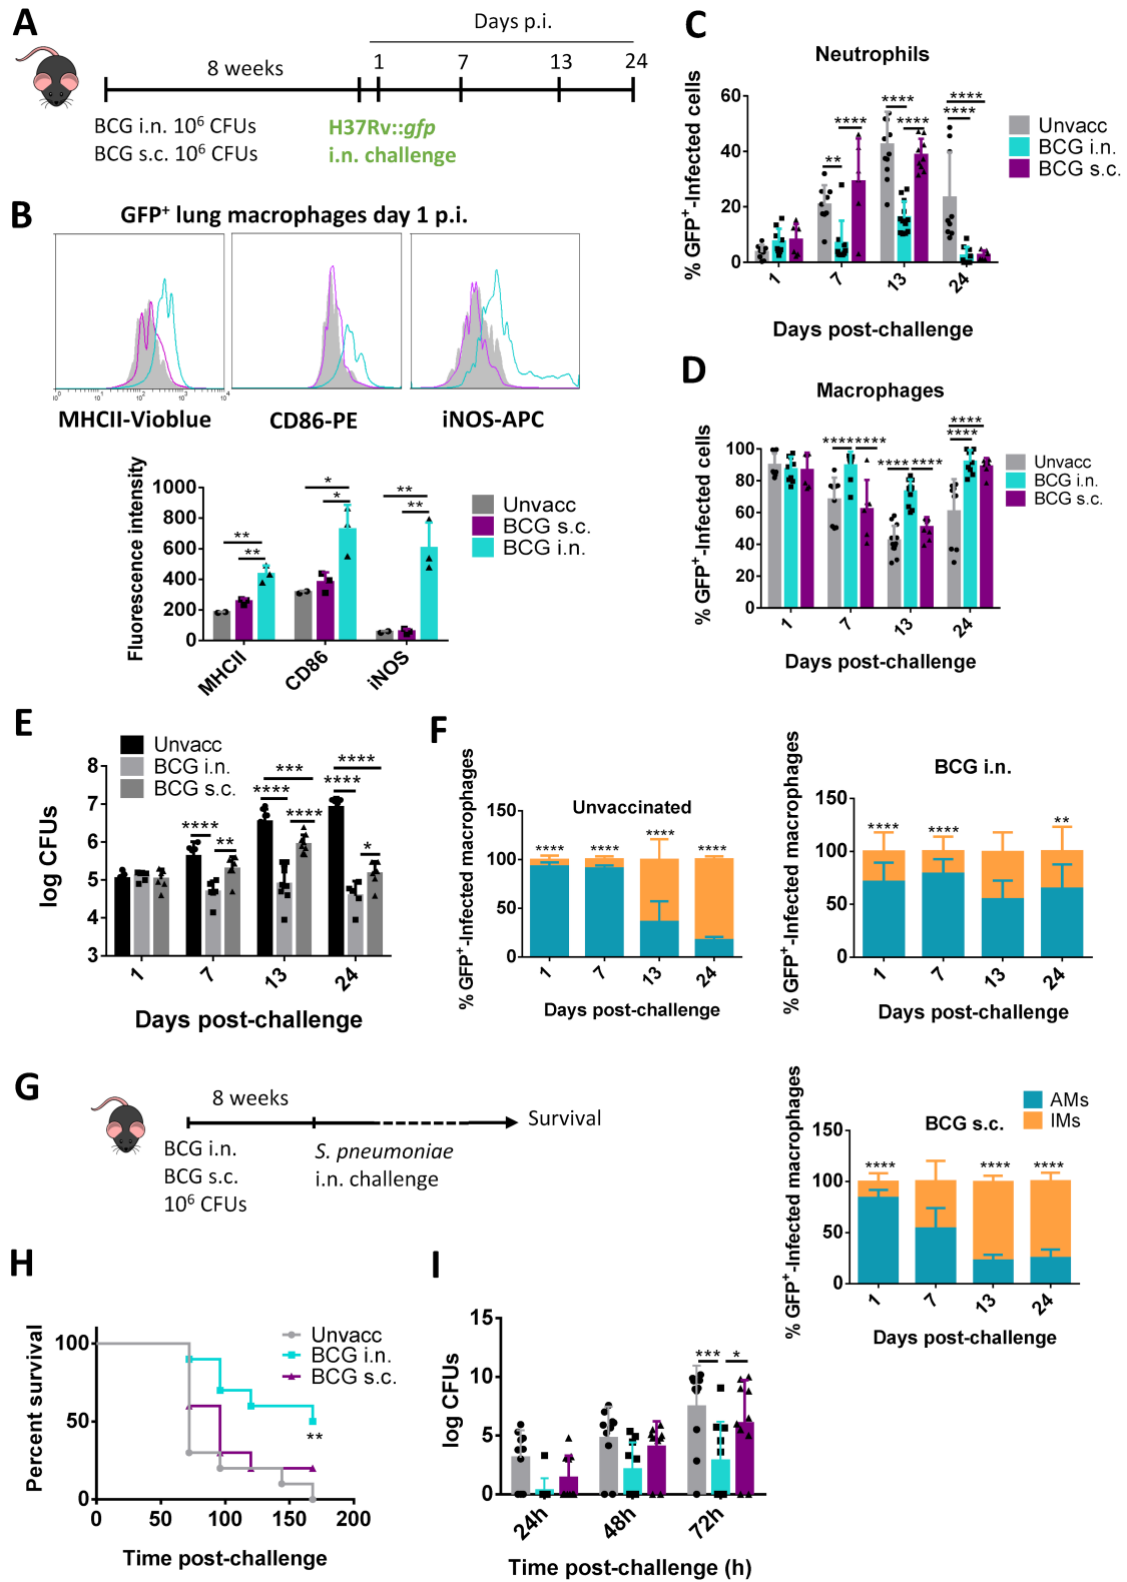 A
Days p.i.
8 weeks
1 7 13 24
BCG i.n. 10⁶ CFUs
BCG s.c. 10⁶ CFUs
H37Rv::gfp
i.n. challenge
B
GFP⁺ lung macrophages day 1 p.i.
MHCII-Vioblue
CD86-PE
iNOS-APC
Fluorescence intensity
1000
800
600
400
200
0
** ** * * ** **
MHCII
CD86
iNOS
Unvacc
BCG s.c.
BCG i.n.
C
Neutrophils
% GFP⁺-Infected cells
60
40
20
0
** **** **** **** **** ****
1 7 13 24
Days post-challenge
Unvacc
BCG i.n.
BCG s.c.
D
Macrophages
% GFP⁺-Infected cells
100
80
60
40
20
0
**** **** **** **** **** ****
1 7 13 24
Days post-challenge
Unvacc
BCG i.n.
BCG s.c.
E
Unvacc
BCG i.n.
BCG s.c.
log CFUs
8
7
6
5
4
3
**** ** **** *** **** **** **** *
1 7 13 24
Days post-challenge
F
% GFP⁺-Infected macrophages
Unvaccinated
150
100
50
0
**** **** **** ****
1 7 13 24
Days post-challenge
% GFP⁺-Infected macrophages
BCG i.n.
150
100
50
0
**** **** **
1 7 13 24
Days post-challenge
AMs
IMs
% GFP⁺-Infected macrophages
BCG s.c.
150
100
50
0
**** **** ****
1 7 13 24
Days post-challenge
G
8 weeks
Survival
BCG i.n.
BCG s.c.
10⁶ CFUs
S. pneumoniae
i.n. challenge
H
Percent survival
100
50
0
0 50 100 150 200
Time post-challenge
Unvacc
BCG i.n.
BCG s.c.
**
I
log CFUs
15
10
5
0
*** *
24h 48h 72h
Time post-challenge (h)